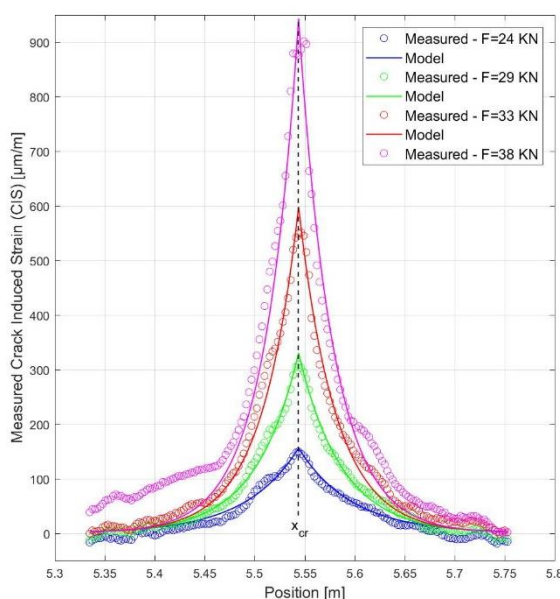 900
800
700
600
500
400
300
200
100
0
Measured Crack Induced Strain (CIS) [μm/m]
Measured - F=24 KN
Model
Measured - F=29 KN
Model
Measured - F=33 KN
Model
Measured - F=38 KN
Model
x_cr
5.3 5.35 5.4 5.45 5.5 5.55 5.6 5.65 5.7 5.75 5.8
Position [m]